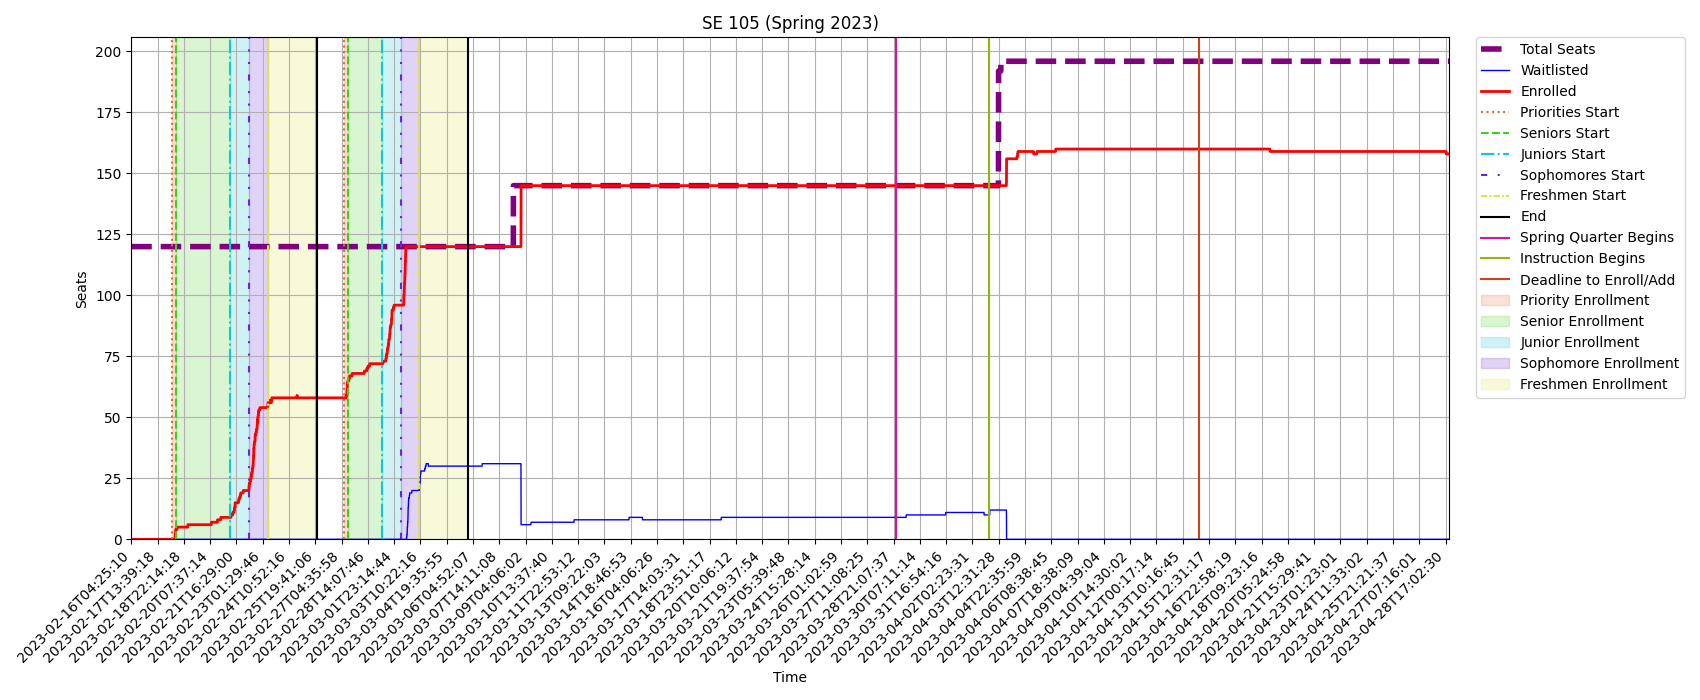 SE 105 (Spring 2023)
Seats
200
175
150
125
100
75
50
25
0
2023-02-16T04:25:10
2023-02-17T13:39:18
2023-02-18T22:14:18
2023-02-20T07:37:14
2023-02-21T16:29:00
2023-02-23T01:29:46
2023-02-24T10:52:16
2023-02-25T19:41:06
2023-02-27T04:35:58
2023-02-28T14:07:46
2023-03-01T23:14:44
2023-03-03T10:22:16
2023-03-04T19:35:55
2023-03-06T04:52:07
2023-03-07T14:11:08
2023-03-09T04:06:02
2023-03-10T13:37:40
2023-03-11T22:53:12
2023-03-13T09:22:03
2023-03-14T18:46:53
2023-03-16T04:06:26
2023-03-17T14:03:31
2023-03-18T23:51:17
2023-03-20T10:06:12
2023-03-21T19:37:54
2023-03-23T05:39:48
2023-03-24T15:28:14
2023-03-26T01:02:59
2023-03-27T11:08:25
2023-03-28T21:07:37
2023-03-30T07:11:14
2023-03-31T16:54:16
2023-04-02T02:23:31
2023-04-03T12:31:28
2023-04-04T22:35:59
2023-04-06T08:38:45
2023-04-07T18:38:09
2023-04-09T04:39:04
2023-04-10T14:30:02
2023-04-12T00:17:14
2023-04-13T10:16:45
2023-04-15T12:31:17
2023-04-16T22:58:19
2023-04-18T09:23:16
2023-04-20T05:24:58
2023-04-21T15:29:41
2023-04-23T01:23:01
2023-04-24T11:33:02
2023-04-25T21:21:37
2023-04-27T07:16:01
2023-04-28T17:02:30
Time
Total Seats
Waitlisted
Enrolled
Priorities Start
Seniors Start
Juniors Start
Sophomores Start
Freshmen Start
End
Spring Quarter Begins
Instruction Begins
Deadline to Enroll/Add
Priority Enrollment
Senior Enrollment
Junior Enrollment
Sophomore Enrollment
Freshmen Enrollment